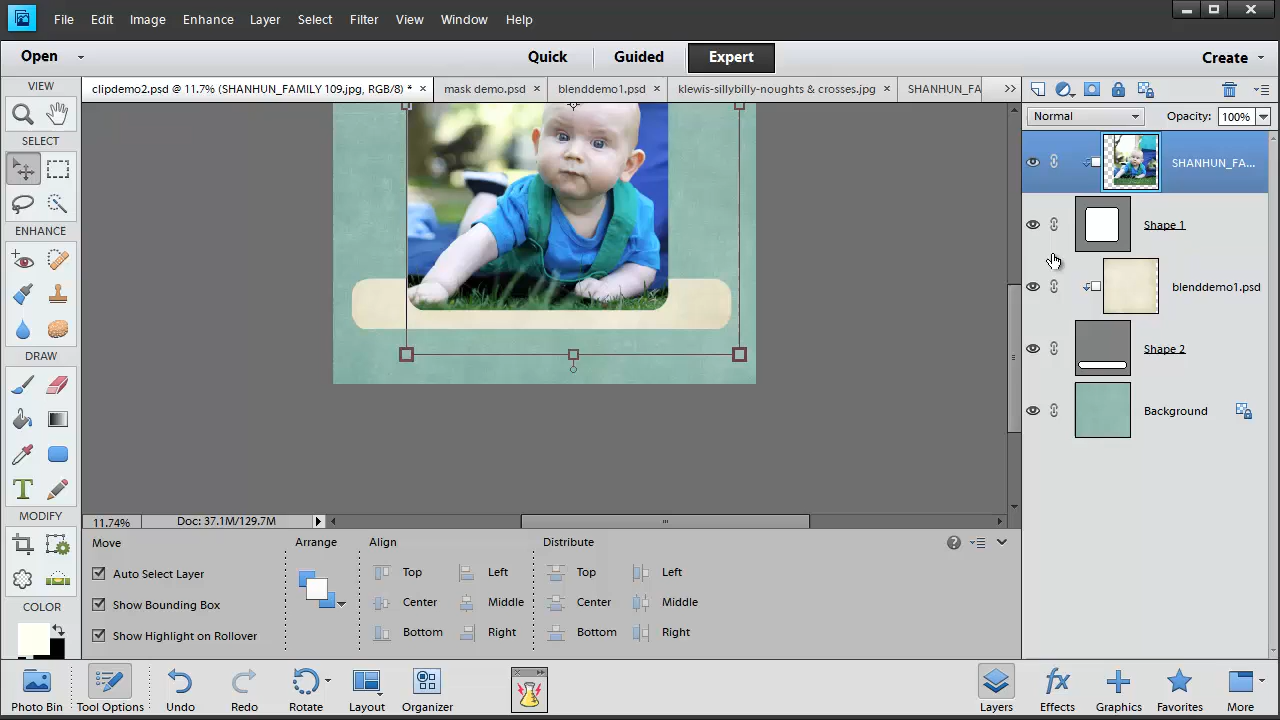 File Edit Image Enhance Layer Select Filter View Window Help
Open Quick Guided Expert Create
VIEW
clipdemo2.psd @ 11.7% (SHANHUN_FAMILY 109.jpg, RGB/8) * × mask demo.psd × blenddemo1.psd × klewis-sillybilly-noughts & crosses.jpg × SHANHUN_FA
Normal Opacity: 100%
SELECT
SHANHUN_FA...
ENHANCE
Shape 1
blenddemo1.psd
DRAW
Shape 2
Background
T
MODIFY
11.74% Doc: 37.1M/129.7M
Move Arrange Align Distribute
Auto Select Layer Top Left Top Left
Show Bounding Box Center Middle Center Middle
COLOR
Show Highlight on Rollover Bottom Right Bottom Right
Photo Bin Tool Options Undo Redo Rotate Layout Organizer Layers Effects Graphics Favorites More